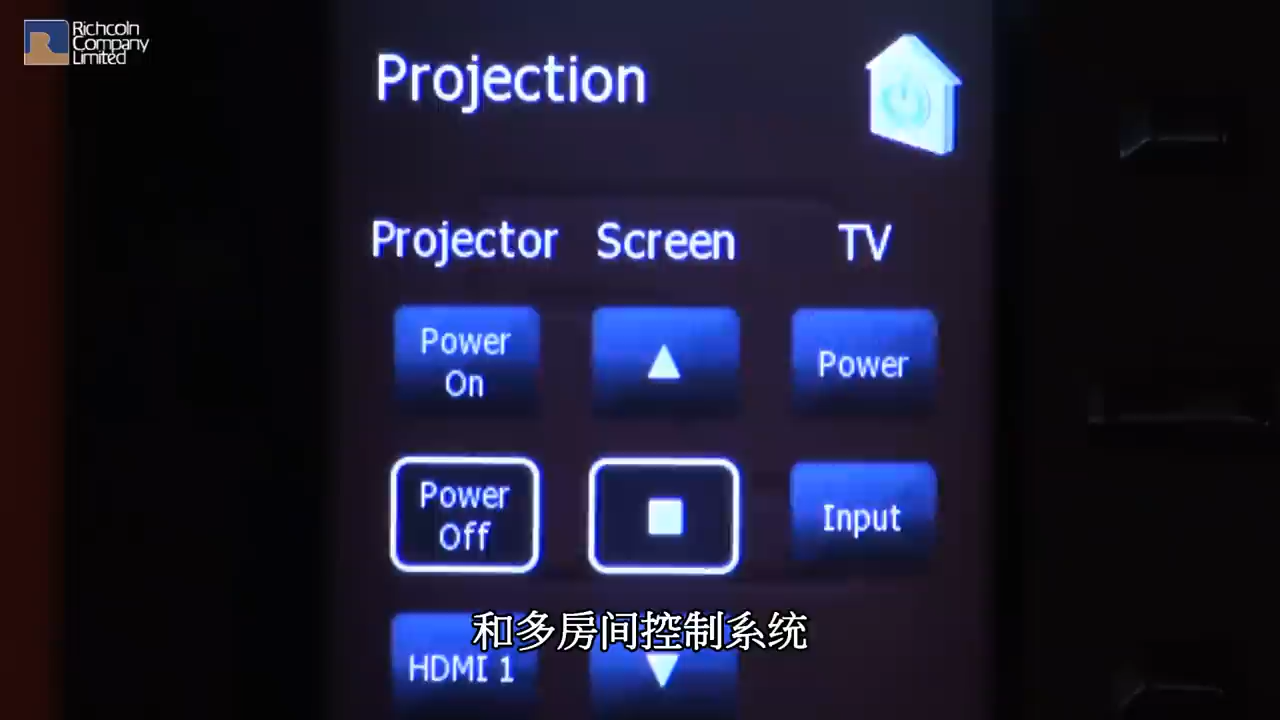 Richcoln
Company
Limited
Projection
Projector
Screen
TV
Power
On
Power
Power
Off
Input
HDMI 1
和多房间控制系统